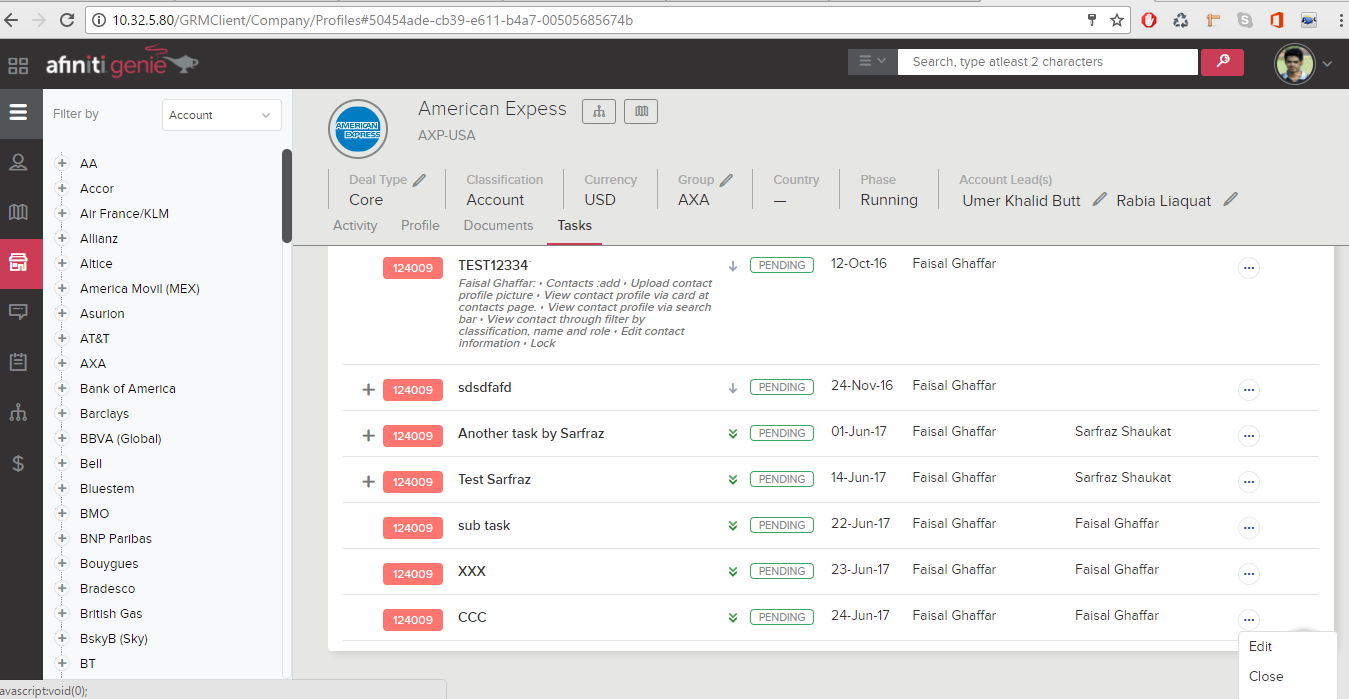 10.32.5.80/GRMClient/Company/Profiles#50454ade-cb39-e611-b4a7-00505685674b
afiniti genie
Search, type atleast 2 characters
Filter by
Account
AA
Accor
Air France/KLM
Allianz
Altice
America Movil (MEX)
Asurion
AT&T
AXA
Bank of America
Barclays
BBVA (Global)
Bell
Bluestem
BMO
BNP Paribas
Bouygues
Bradesco
British Gas
BskyB (Sky)
BT
avascript:void(0);
AMERICAN
EXPRESS
American Expess
AXP-USA
Deal Type Classification Currency Group Country Phase Account Lead(s)
Core Account USD AXA — Running Umer Khalid Butt Rabia Liaquat
Activity Profile Documents Tasks
124009 TEST12334 PENDING 12-Oct-16 Faisal Ghaffar
Faisal Ghaffar: • Contacts :add • Upload contact
profile picture • View contact profile via card at
contacts page. • View contact profile via search
bar • View contact through filter by
classification, name and role • Edit contact
information • Lock
124009 sdsdfafd PENDING 24-Nov-16 Faisal Ghaffar
124009 Another task by Sarfraz PENDING 01-Jun-17 Faisal Ghaffar Sarfraz Shaukat
124009 Test Sarfraz PENDING 14-Jun-17 Faisal Ghaffar Sarfraz Shaukat
124009 sub task PENDING 22-Jun-17 Faisal Ghaffar Faisal Ghaffar
124009 XXX PENDING 23-Jun-17 Faisal Ghaffar Faisal Ghaffar
124009 CCC PENDING 24-Jun-17 Faisal Ghaffar Faisal Ghaffar
Edit
Close